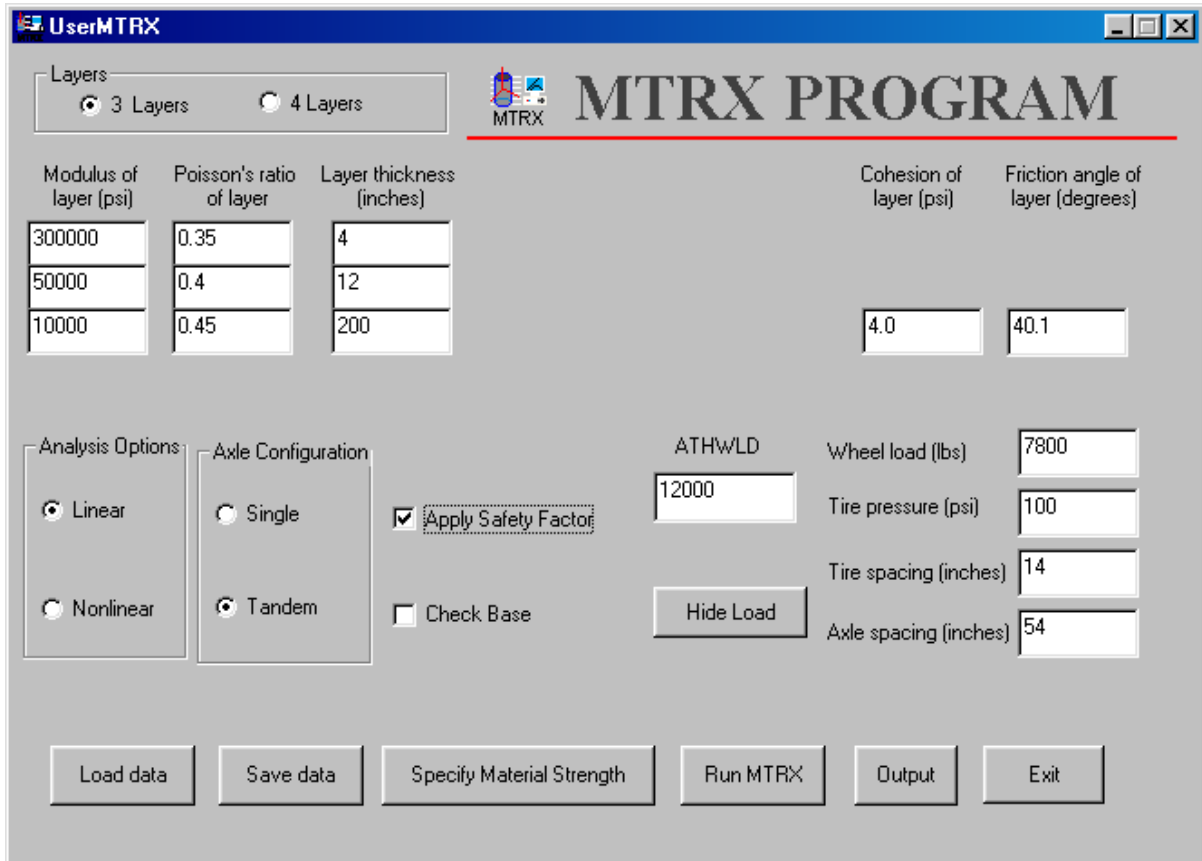 UserMTRX
Layers
3 Layers
4 Layers
MTRX
MTRX PROGRAM
Modulus of
layer (psi)
Poisson's ratio
of layer
Layer thickness
(inches)
Cohesion of
layer (psi)
Friction angle of
layer (degrees)
300000 0.35 4
50000 0.4 12
10000 0.45 200 4.0 40.1
Analysis Options
Linear
Nonlinear
Axle Configuration
Single
Tandem
Apply Safety Factor
Check Base
ATHWLD
12000
Hide Load
Wheel load (lbs) 7800
Tire pressure (psi) 100
Tire spacing (inches) 14
Axle spacing (inches) 54
Load data
Save data
Specify Material Strength
Run MTRX
Output
Exit